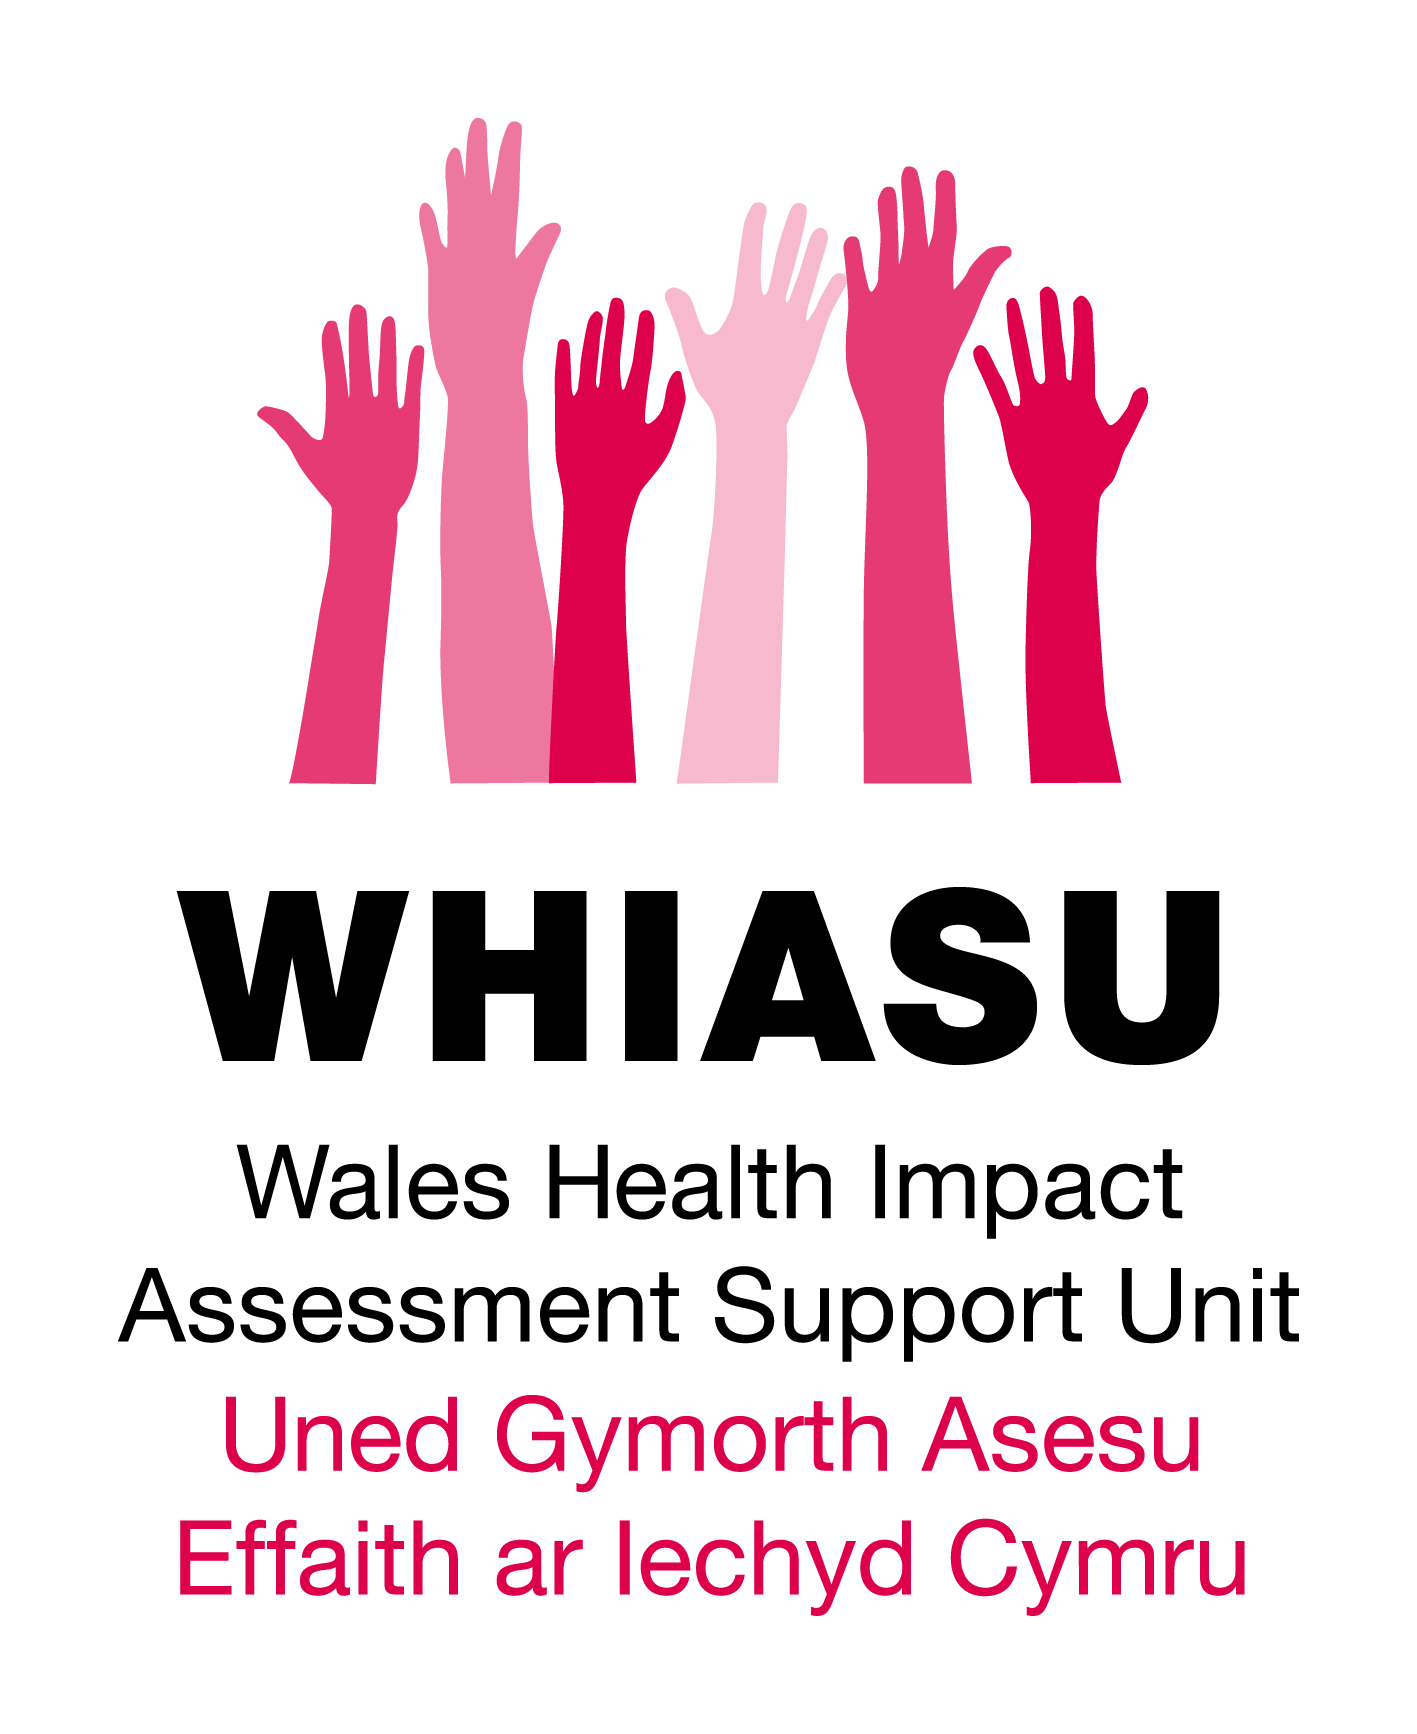 WHIASU
Wales Health Impact
Assessment Support Unit
Uned Gymorth Asesu
Effaith ar Iechyd Cymru